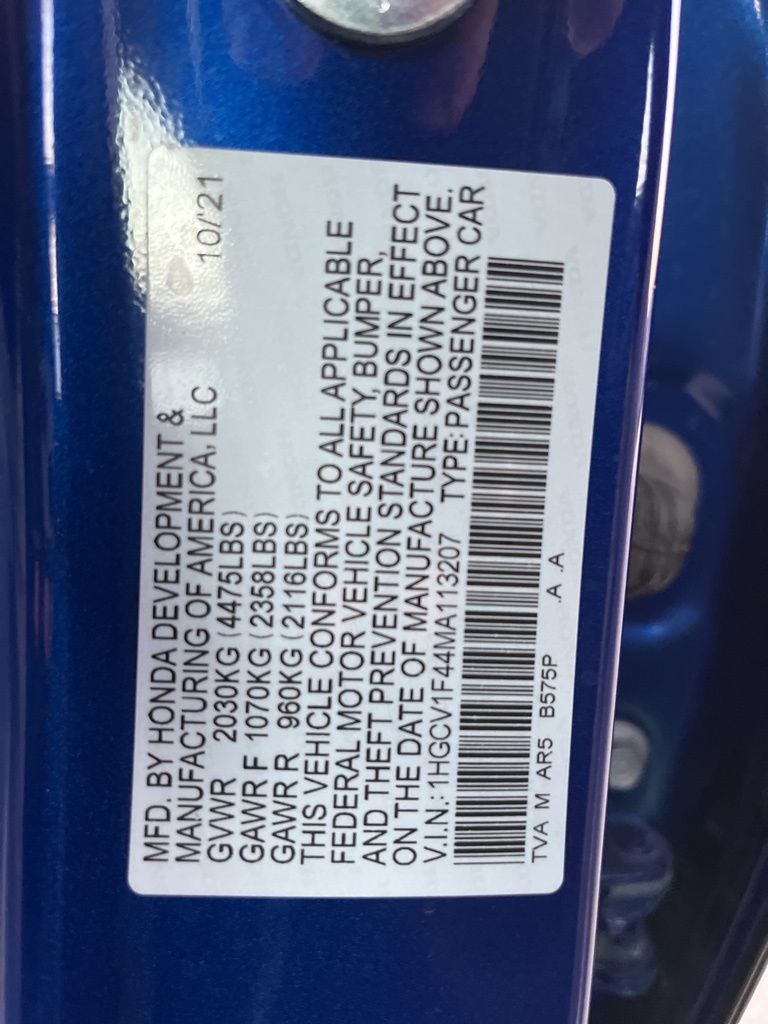 MFD. BY HONDA DEVELOPMENT &
MANUFACTURING OF AMERICA, LLC 10/'21
GVWR 2030KG (4475LBS)
GAWR F 1070KG (2358LBS)
GAWR R 960KG (2116LBS)
THIS VEHICLE CONFORMS TO ALL APPLICABLE
FEDERAL MOTOR VEHICLE SAFETY, BUMPER,
AND THEFT PREVENTION STANDARDS IN EFFECT
ON THE DATE OF MANUFACTURE SHOWN ABOVE.
V.I.N.: 1HGCV1F44MA113207 TYPE: PASSENGER CAR
TVA M AR5 B575P .A .A